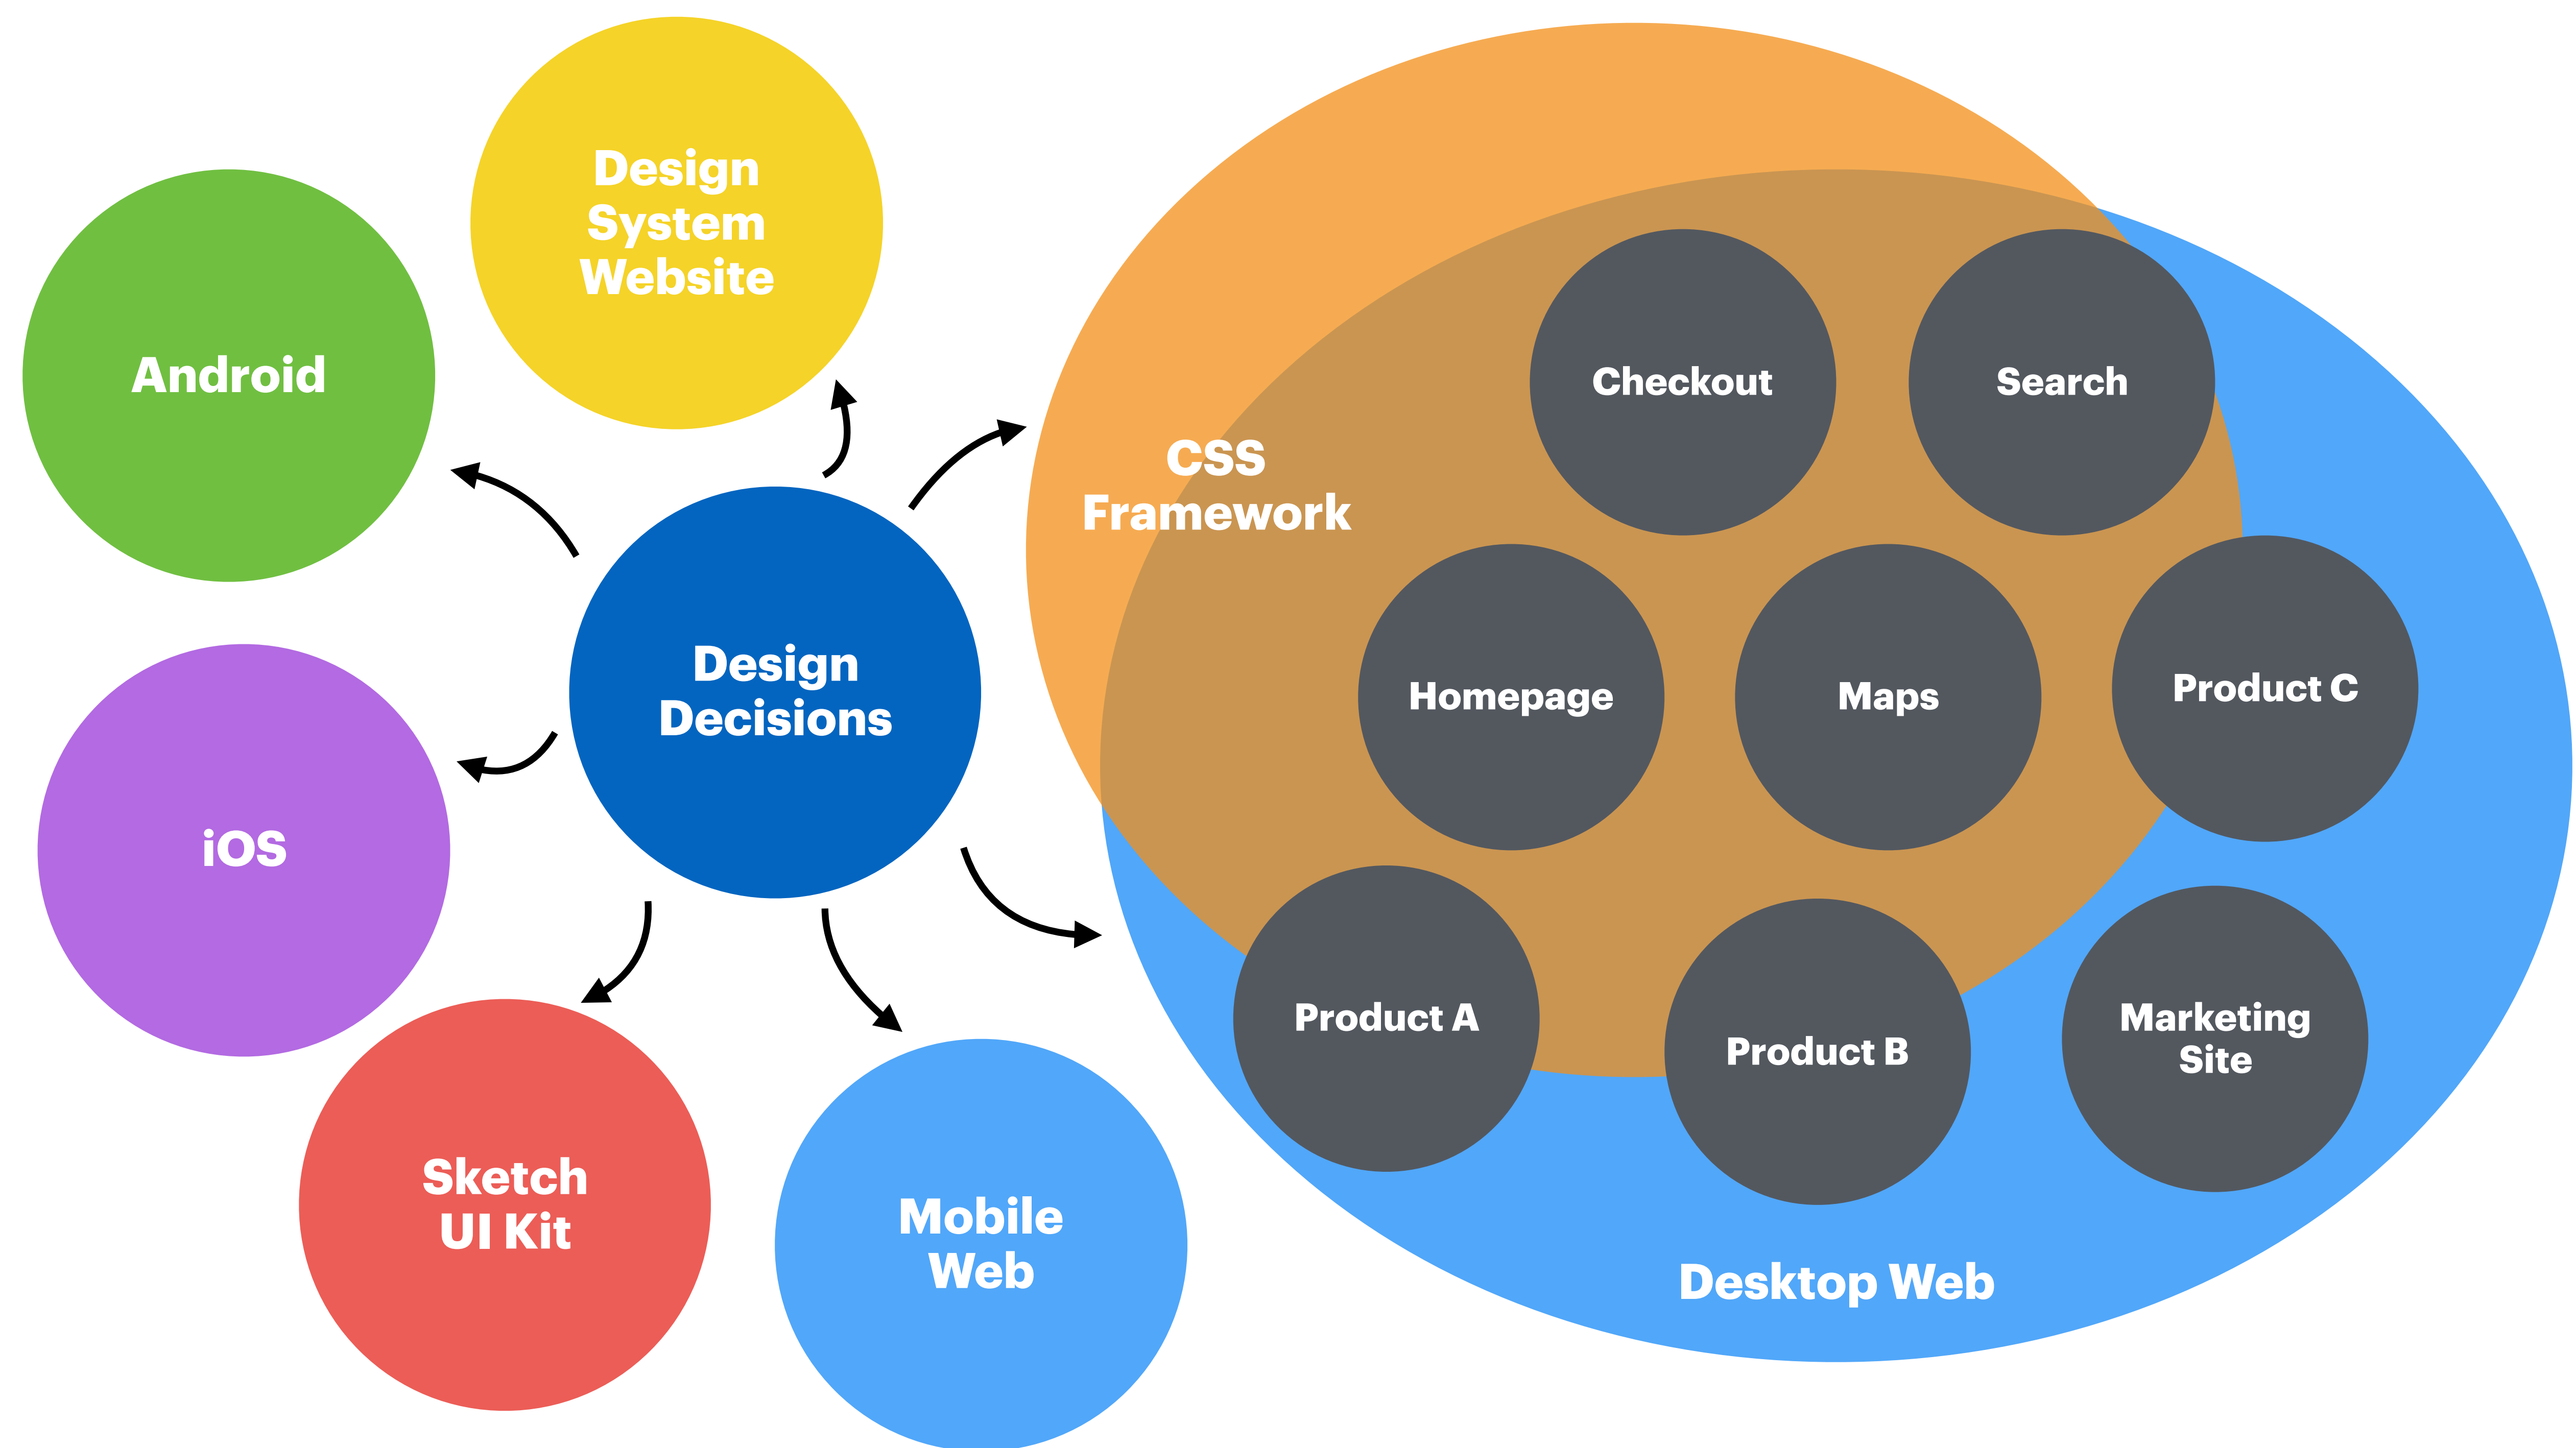 Design
System
Website
Android
Design
Decisions
iOS
Sketch
UI Kit
Mobile
Web
CSS
Framework
Checkout
Search
Homepage
Maps
Product C
Product A
Product B
Marketing
Site
Desktop Web